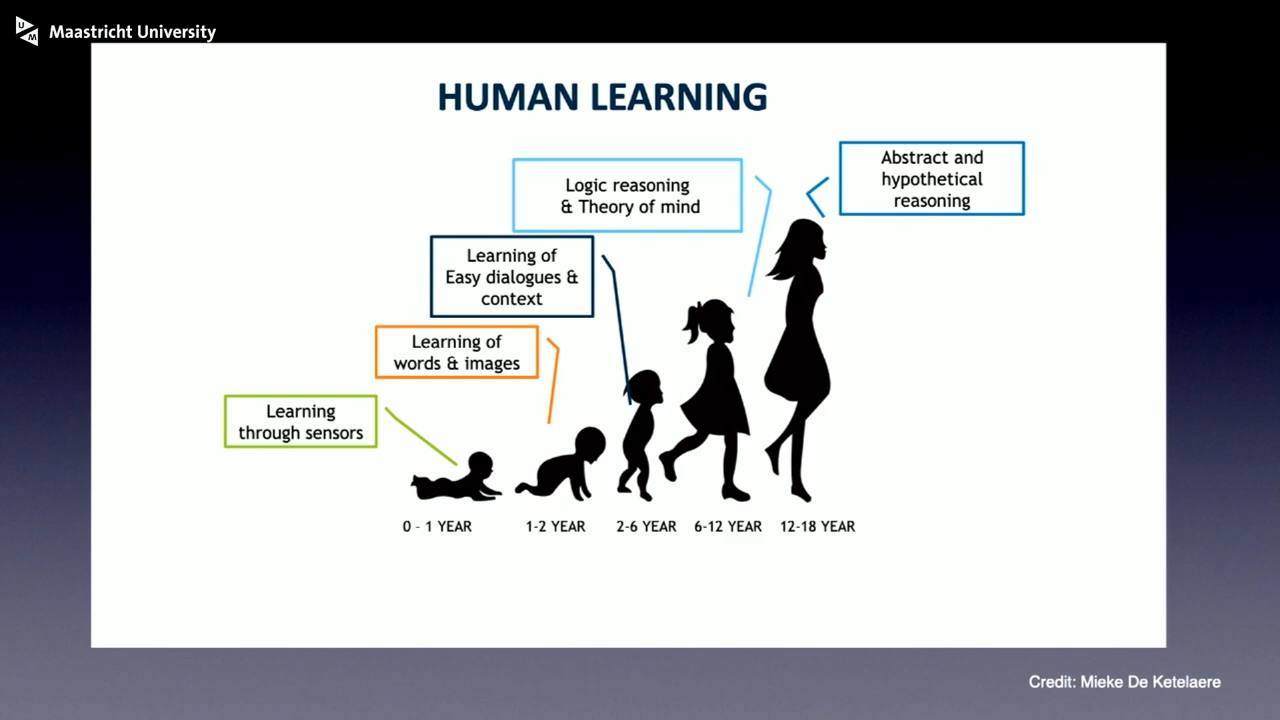 UM
Maastricht University
HUMAN LEARNING
Abstract and
hypothetical
reasoning
Logic reasoning
& Theory of mind
Learning of
Easy dialogues &
context
Learning of
words & images
Learning
through sensors
0 - 1 YEAR
1-2 YEAR
2-6 YEAR
6-12 YEAR
12-18 YEAR
Credit: Mieke De Ketelaere